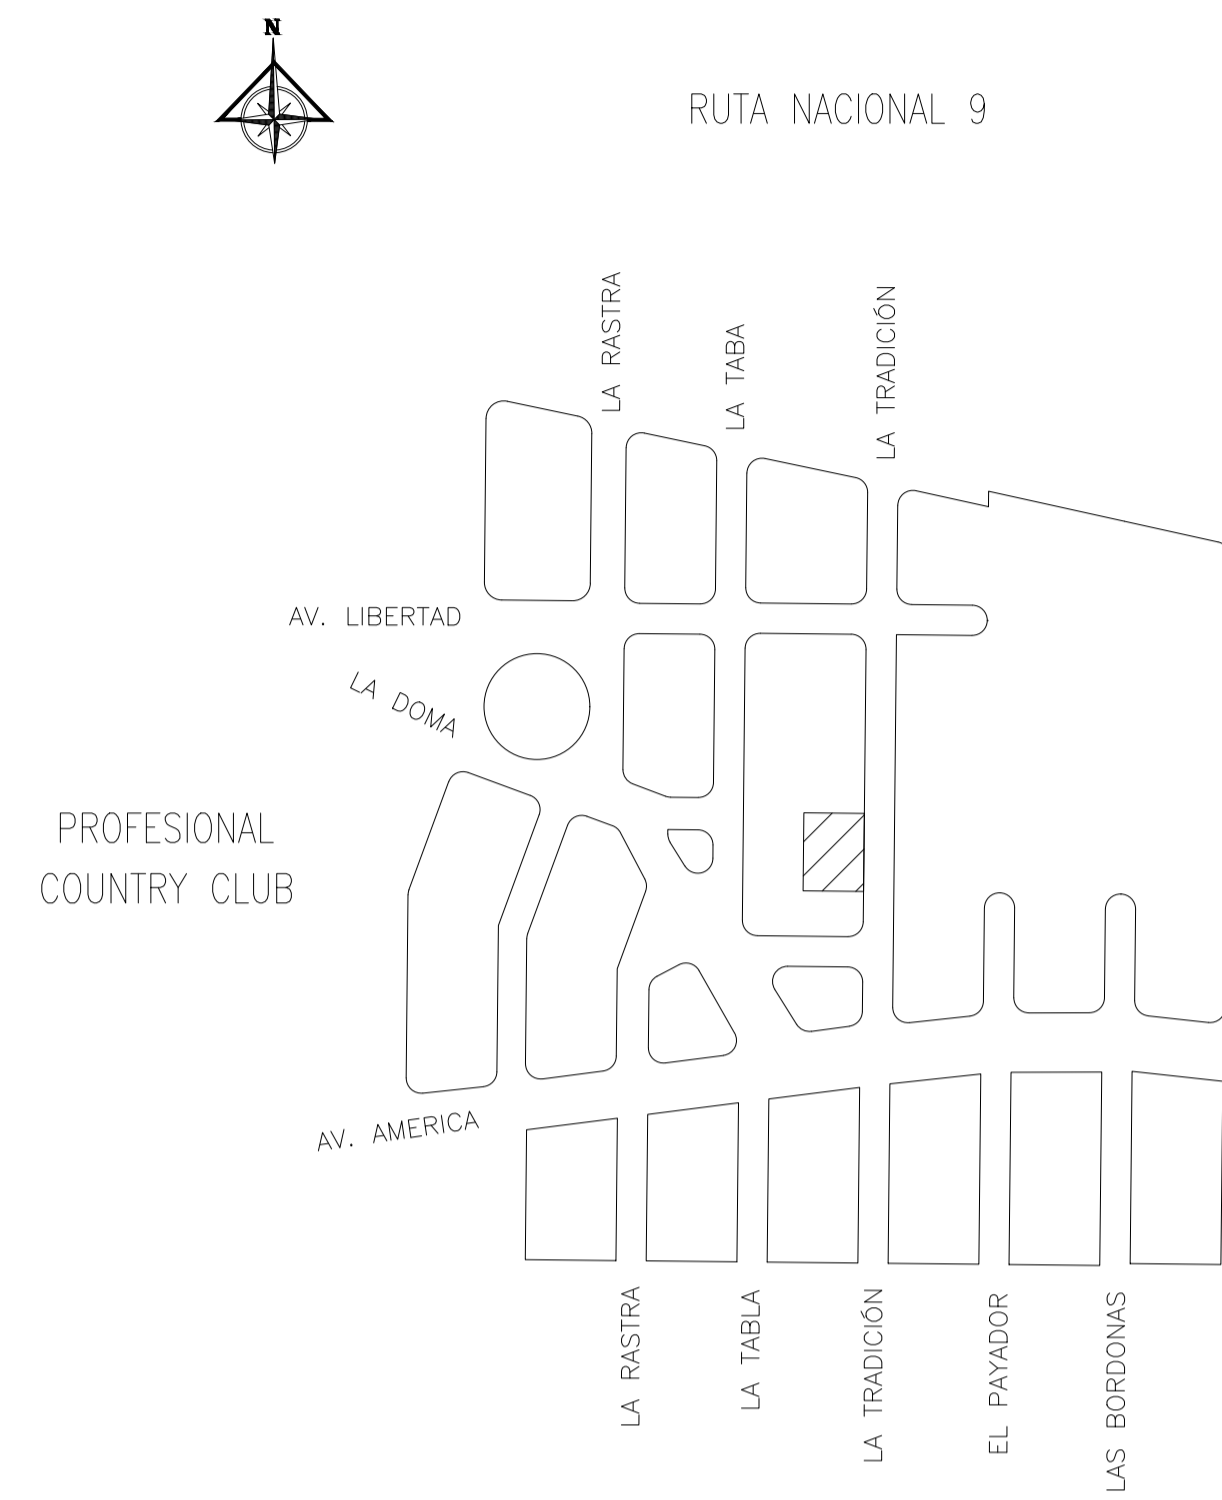 N
RUTA NACIONAL 9
LA RASTRA
LA TABA
LA TRADICIÓN
AV. LIBERTAD
LA DOMA
PROFESIONAL
COUNTRY CLUB
AV. AMERICA
LA RASTRA
LA TABLA
LA TRADICIÓN
EL PAYADOR
LAS BORDONAS